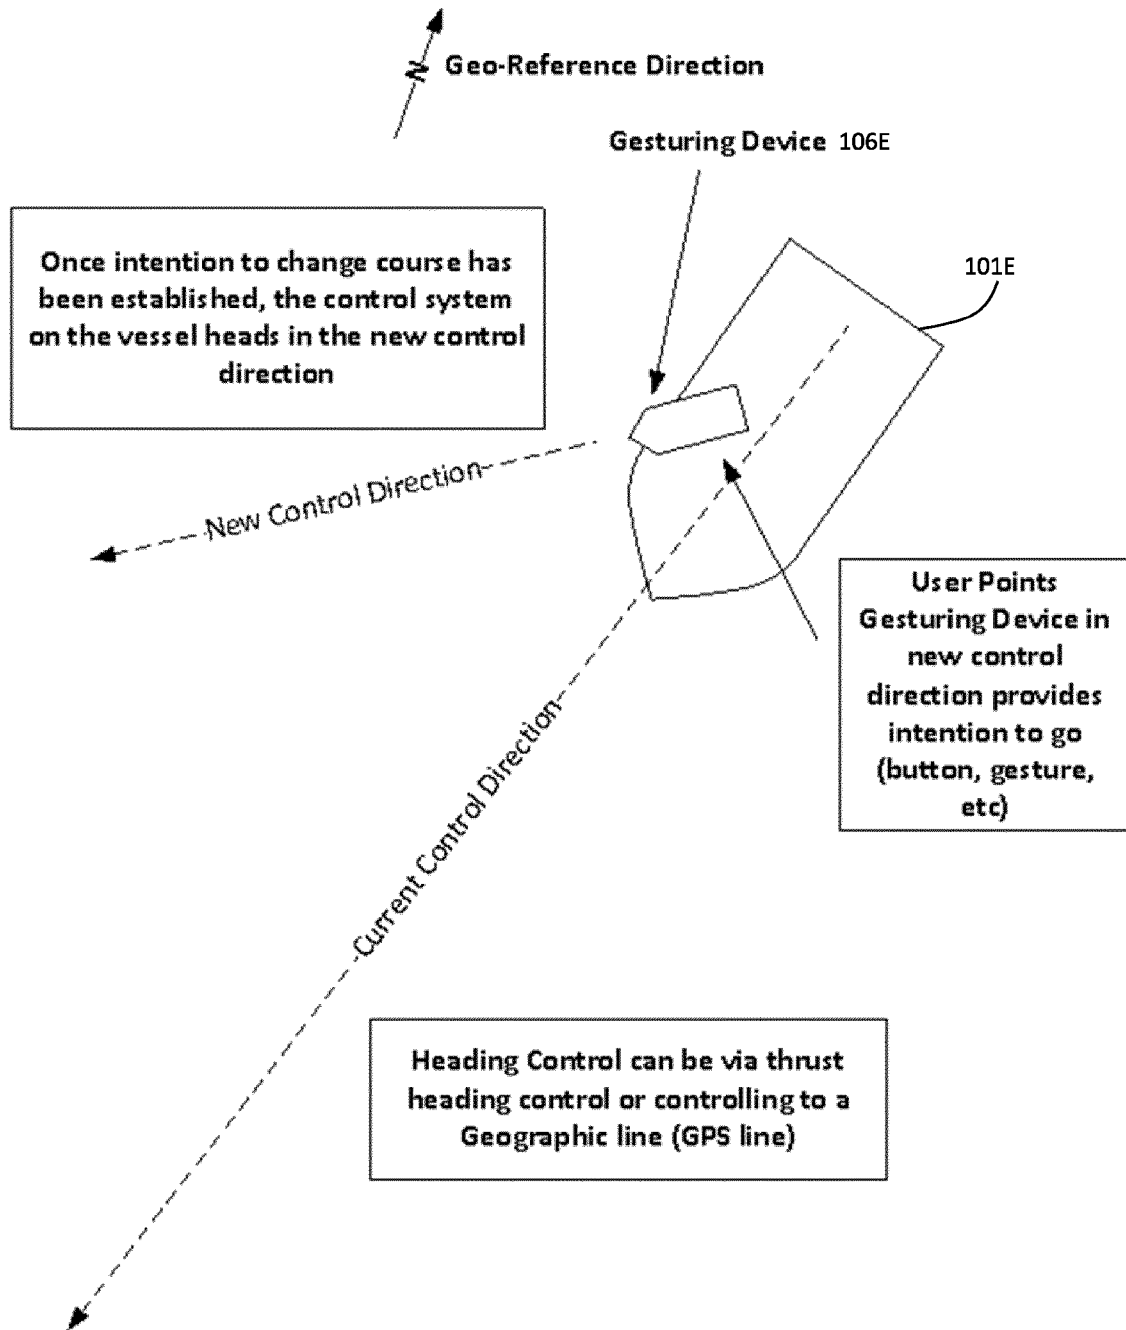 N
Geo-Reference Direction
Gesturing Device 106E
101E
Once intention to change course has
been established, the control system
on the vessel heads in the new control
direction
New Control Direction
User Points
Gesturing Device in
new control
direction provides
intention to go
(button, gesture,
etc)
Current Control Direction
Heading Control can be via thrust
heading control or controlling to a
Geographic line (GPS line)